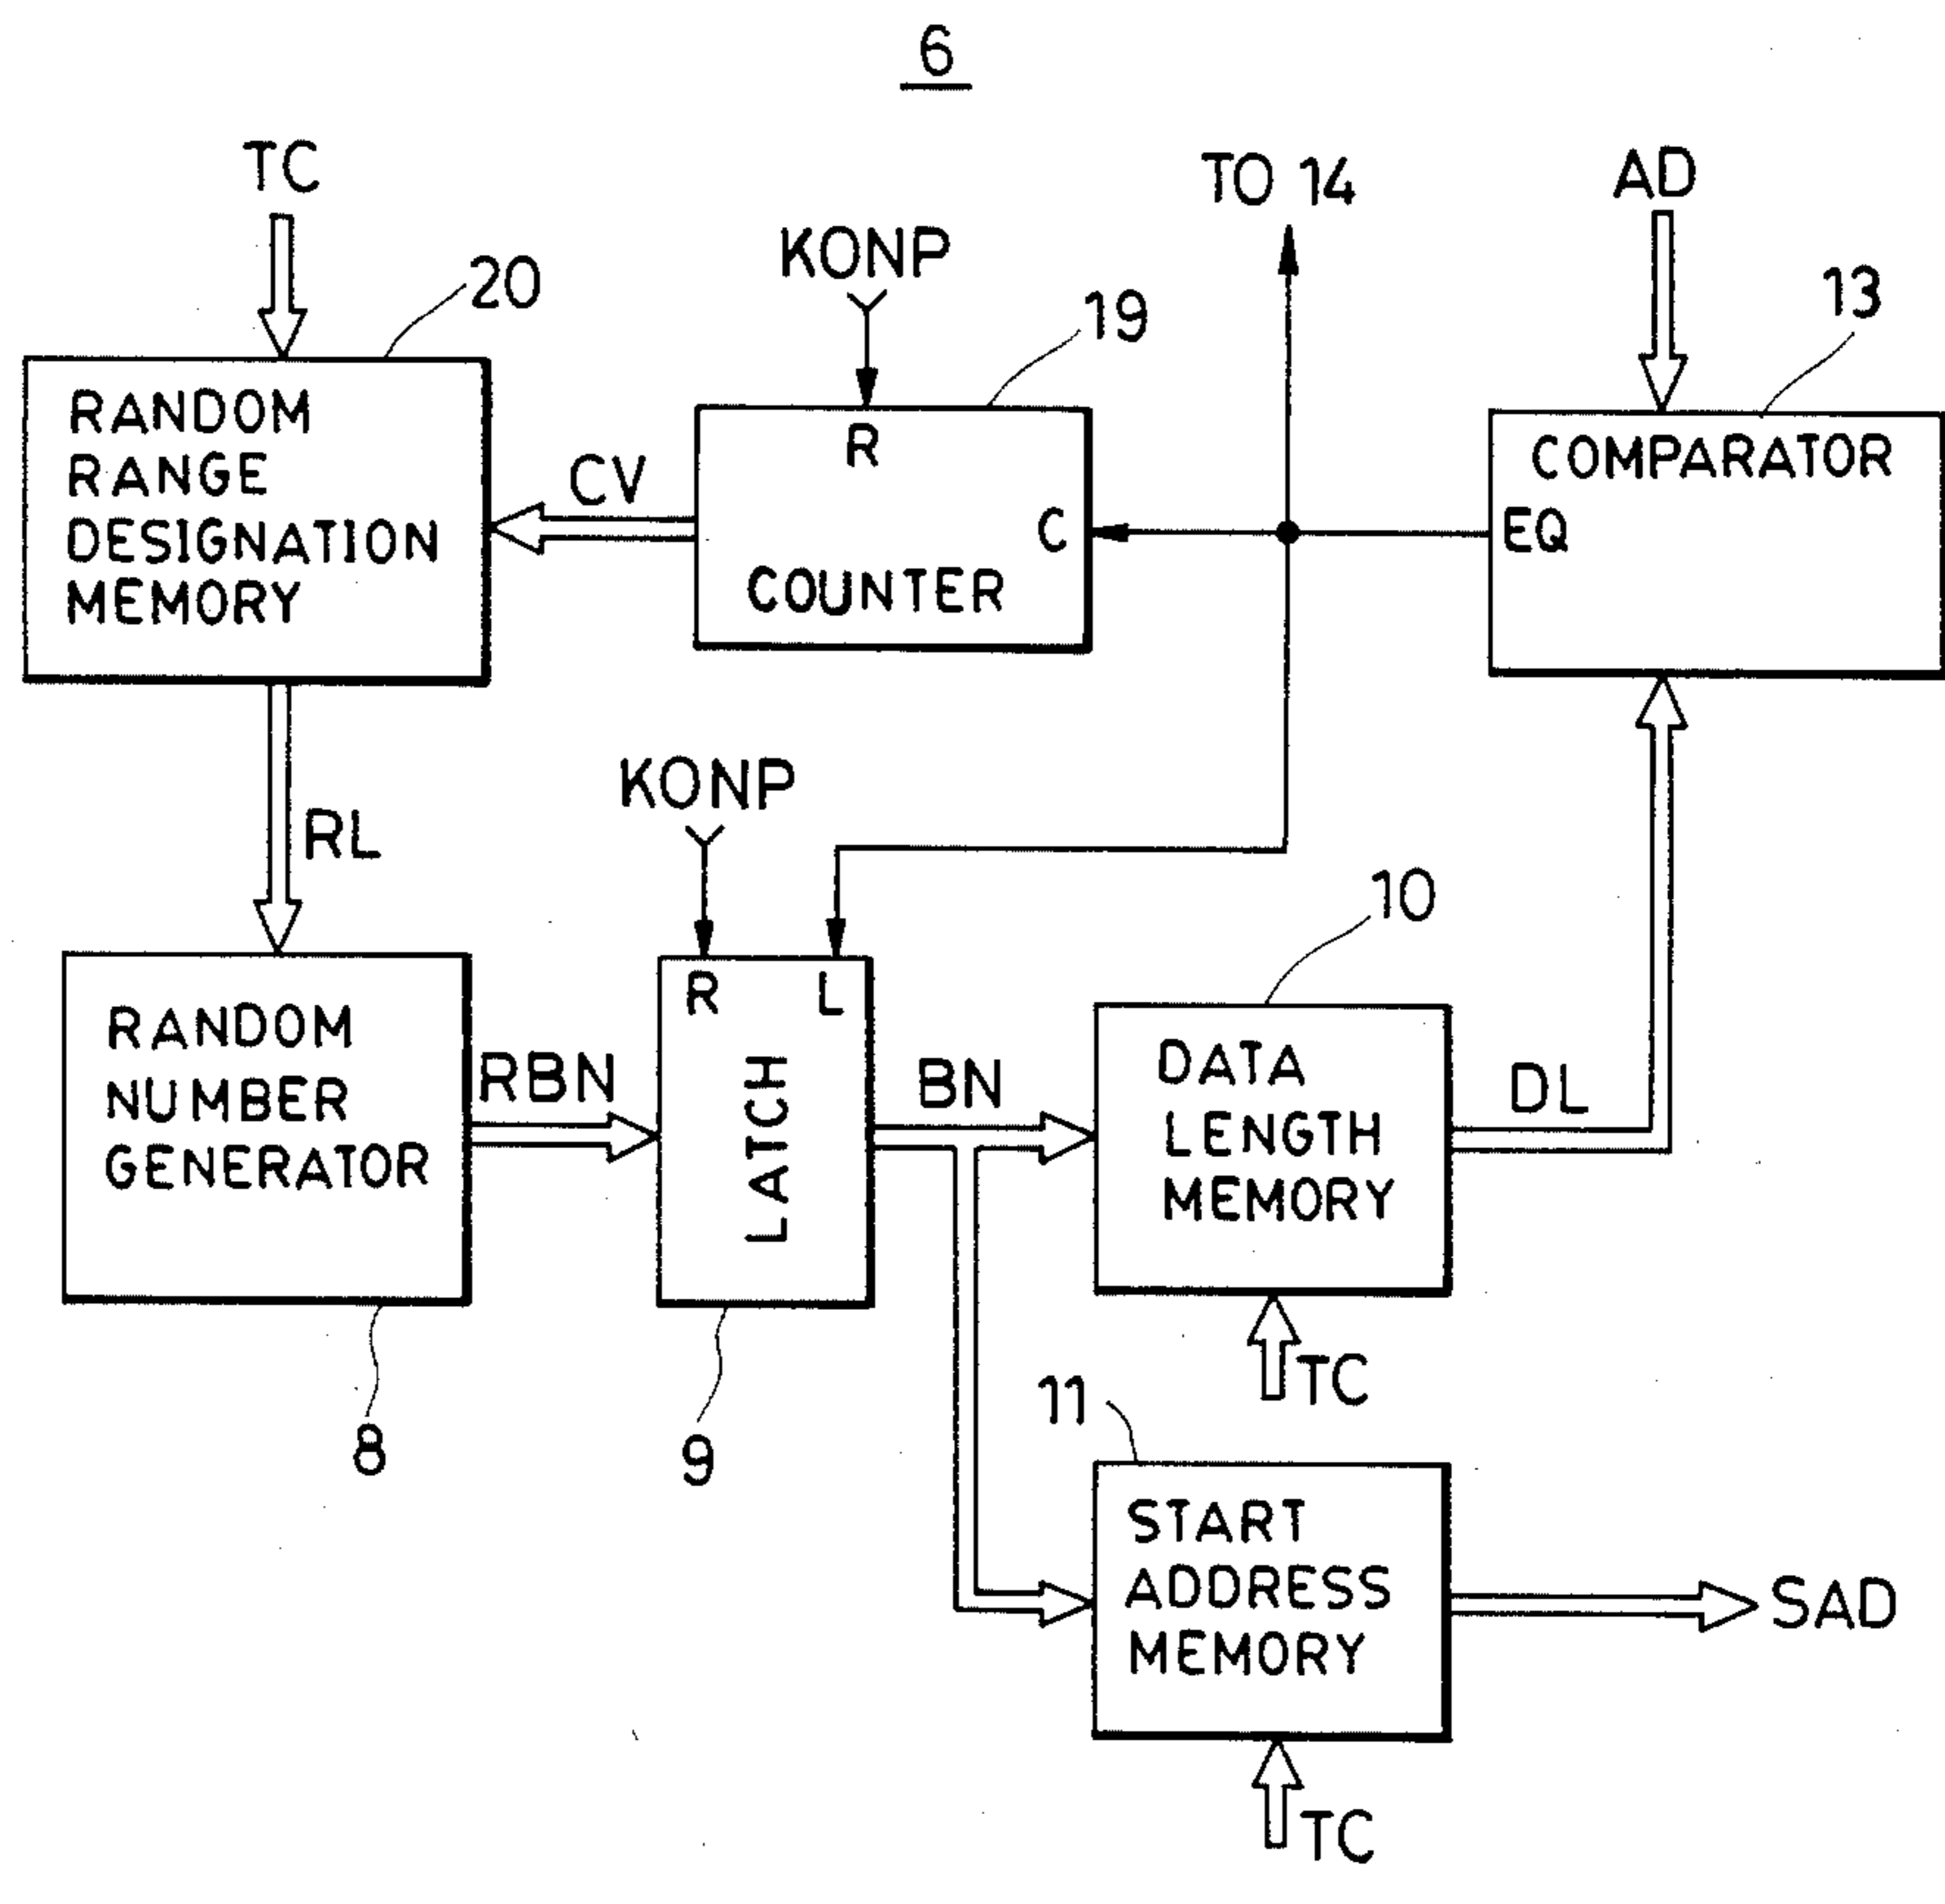 6
TC
TO 14
AD
KONP
20
19
13
RANDOM
RANGE
DESIGNATION
MEMORY
CV
R
C
COUNTER
COMPARATOR
EQ
RL
KONP
10
RANDOM
NUMBER
GENERATOR
RBN
R L
LATCH
BN
DATA
LENGTH
MEMORY
DL
TC
8
9
11
START
ADDRESS
MEMORY
SAD
TC